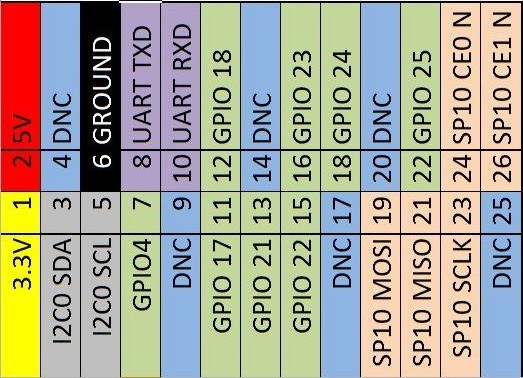 2 5V
4 DNC
6 GROUND
8 UART TXD
10 UART RXD
12 GPIO 18
14 DNC
16 GPIO 23
18 GPIO 24
20 DNC
22 GPIO 25
24 SP10 CE0 N
26 SP10 CE1 N
3.3V 1
I2C0 SDA 3
I2C0 SCL 5
GPIO4 7
DNC 9
GPIO 17 11
GPIO 21 13
GPIO 22 15
DNC 17
SP10 MOSI 19
SP10 MISO 21
SP10 SCLK 23
DNC 25